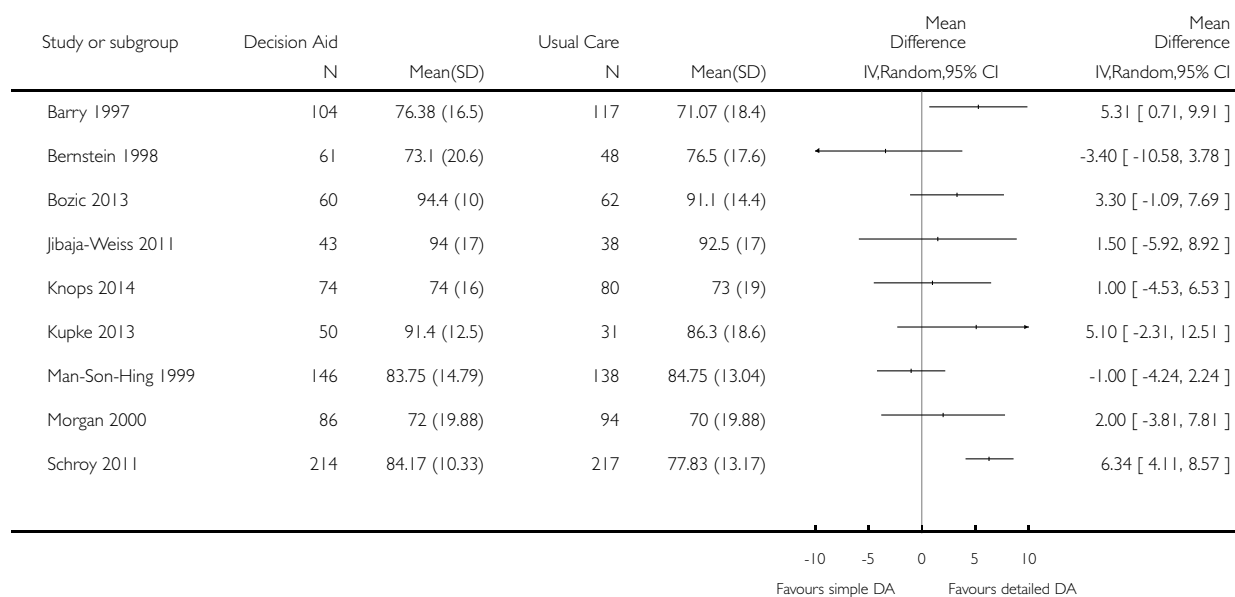 Mean Mean
Study or subgroup Decision Aid Usual Care Difference Difference
N Mean(SD) N Mean(SD) IV,Random,95% CI IV,Random,95% CI
Barry 1997 104 76.38 (16.5) 117 71.07 (18.4) 5.31 [ 0.71, 9.91 ]
Bernstein 1998 61 73.1 (20.6) 48 76.5 (17.6) -3.40 [ -10.58, 3.78 ]
Bozic 2013 60 94.4 (10) 62 91.1 (14.4) 3.30 [ -1.09, 7.69 ]
Jibaja-Weiss 2011 43 94 (17) 38 92.5 (17) 1.50 [ -5.92, 8.92 ]
Knops 2014 74 74 (16) 80 73 (19) 1.00 [ -4.53, 6.53 ]
Kupke 2013 50 91.4 (12.5) 31 86.3 (18.6) 5.10 [ -2.31, 12.51 ]
Man-Son-Hing 1999 146 83.75 (14.79) 138 84.75 (13.04) -1.00 [ -4.24, 2.24 ]
Morgan 2000 86 72 (19.88) 94 70 (19.88) 2.00 [ -3.81, 7.81 ]
Schroy 2011 214 84.17 (10.33) 217 77.83 (13.17) 6.34 [ 4.11, 8.57 ]
-10 -5 0 5 10
Favours simple DA Favours detailed DA